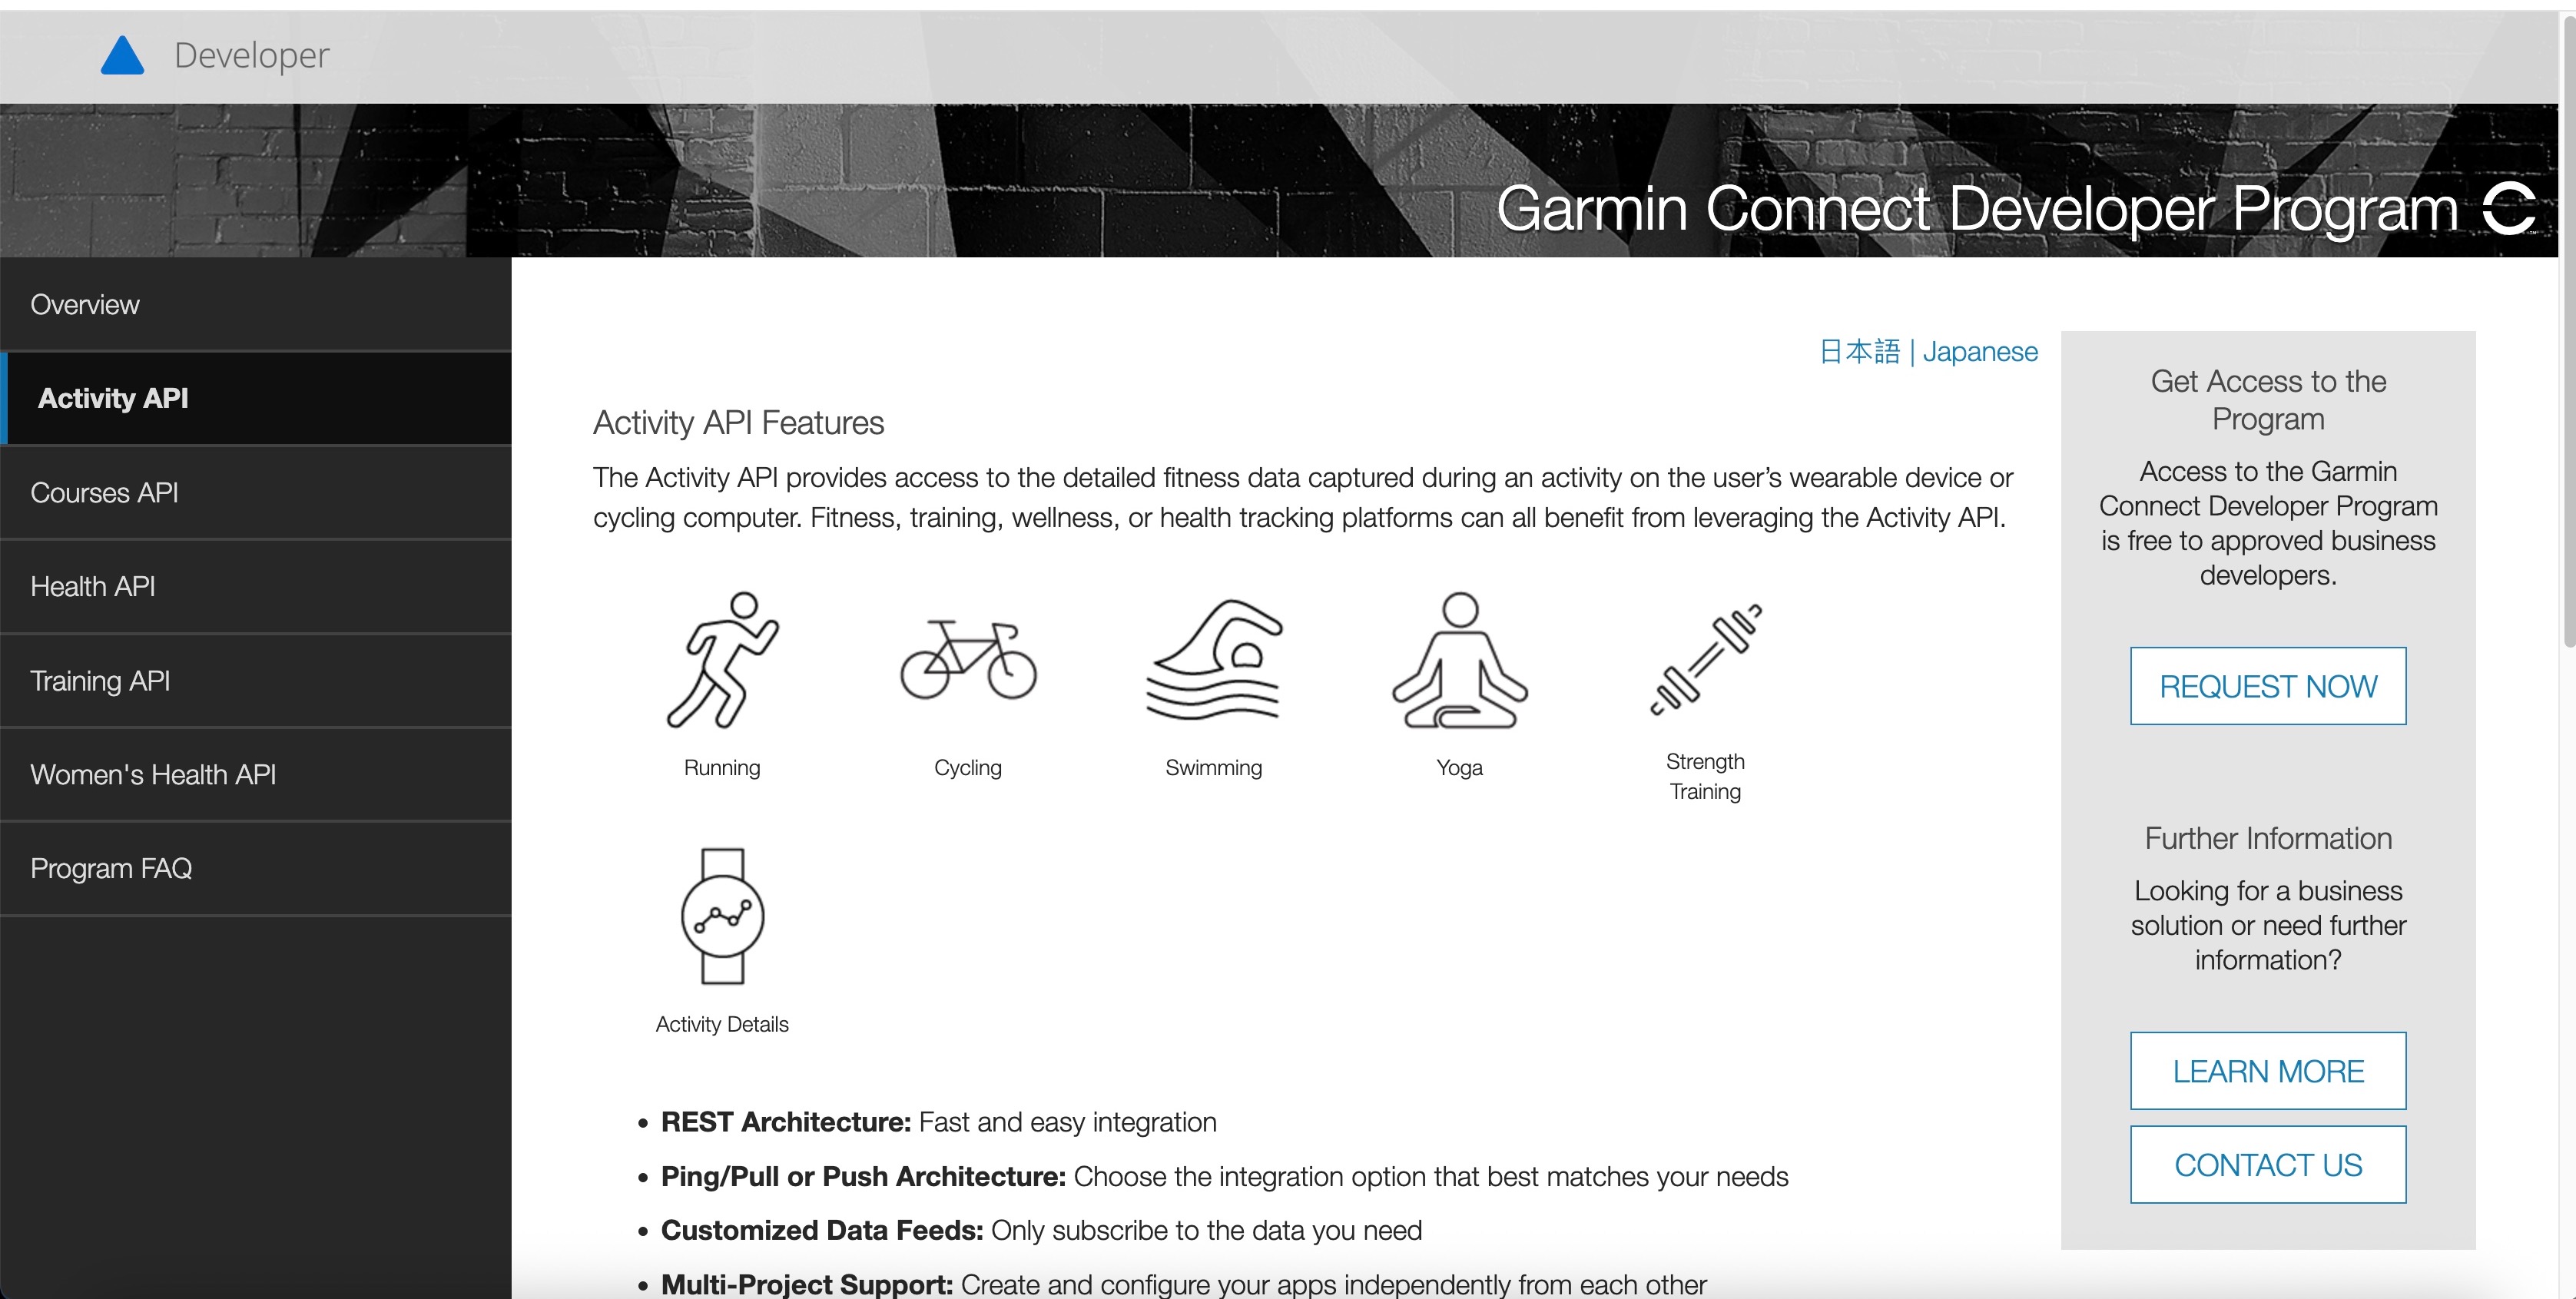 Developer
Garmin Connect Developer Program
Overview
Activity API
Courses API
Health API
Training API
Women's Health API
Program FAQ
日本語 | Japanese
Activity API Features
The Activity API provides access to the detailed fitness data captured during an activity on the user’s wearable device or
cycling computer. Fitness, training, wellness, or health tracking platforms can all benefit from leveraging the Activity API.
Running
Cycling
Swimming
Yoga
Strength
Training
Activity Details
• REST Architecture: Fast and easy integration
• Ping/Pull or Push Architecture: Choose the integration option that best matches your needs
• Customized Data Feeds: Only subscribe to the data you need
• Multi-Project Support: Create and configure your apps independently from each other
Get Access to the
Program
Access to the Garmin
Connect Developer Program
is free to approved business
developers.
REQUEST NOW
Further Information
Looking for a business
solution or need further
information?
LEARN MORE
CONTACT US